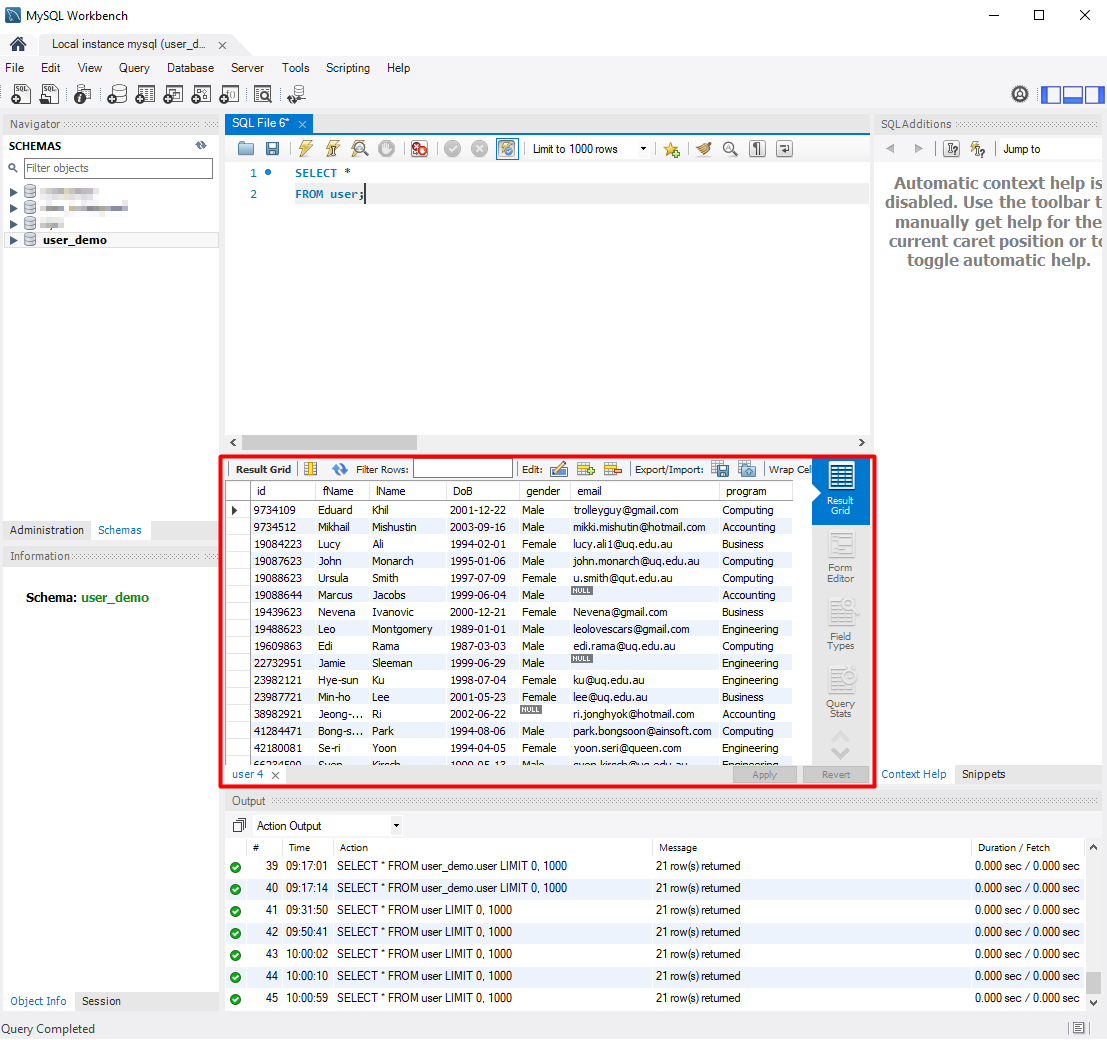 MySQL Workbench
Local instance mysql (user_d...
File Edit View Query Database Server Tools Scripting Help
Navigator
SCHEMAS
Filter objects
user_demo
Administration Schemas
Information
Schema: user_demo
Object Info Session
SQL File 6*
Limit to 1000 rows
1 SELECT *
2 FROM user;
Result Grid Filter Rows: Edit: Export/Import: Wrap Cel
id fName lName DoB gender email program
9734109 Eduard Khil 2001-12-22 Male trolleyguy@gmail.com Computing
9734512 Mikhail Mishustin 2003-09-16 Male mikki.mishutin@hotmail.com Accounting
19084223 Lucy Ali 1994-02-01 Female lucy.ali1@uq.edu.au Business
19087623 John Monarch 1995-01-06 Male john.monarch@uq.edu.au Computing
19088623 Ursula Smith 1997-07-09 Female u.smith@qut.edu.au Computing
19088644 Marcus Jacobs 1999-06-04 Male NULL Accounting
19439623 Nevena Ivanovic 2000-12-21 Female Nevena@gmail.com Business
19488623 Leo Montgomery 1989-01-01 Male leolovescars@gmail.com Engineering
19609863 Edi Rama 1987-03-03 Male edi.rama@uq.edu.au Computing
22732951 Jamie Sleeman 1999-06-29 Male NULL Engineering
23982121 Hye-sun Ku 1998-07-04 Female ku@uq.edu.au Engineering
23987721 Min-ho Lee 2001-05-23 Female lee@uq.edu.au Business
38982921 Jeong-... Ri 2002-06-22 NULL ri.jonghyok@hotmail.com Accounting
41284471 Bong-s... Park 1994-08-06 Male park.bongsoon@ainsoft.com Computing
42180081 Se-ri Yoon 1994-04-05 Female yoon.seri@queen.com Engineering
Result Grid
Form Editor
Field Types
Query Stats
user 4 Apply Revert
SQLAdditions
Jump to
Automatic context help is
disabled. Use the toolbar t
manually get help for the
current caret position or to
toggle automatic help.
Context Help Snippets
Output
Action Output
# Time Action Message Duration / Fetch
39 09:17:01 SELECT * FROM user_demo.user LIMIT 0, 1000 21 row(s) returned 0.000 sec / 0.000 sec
40 09:17:14 SELECT * FROM user_demo.user LIMIT 0, 1000 21 row(s) returned 0.000 sec / 0.000 sec
41 09:31:50 SELECT * FROM user LIMIT 0, 1000 21 row(s) returned 0.000 sec / 0.000 sec
42 09:50:41 SELECT * FROM user LIMIT 0, 1000 21 row(s) returned 0.000 sec / 0.000 sec
43 10:00:02 SELECT * FROM user LIMIT 0, 1000 21 row(s) returned 0.000 sec / 0.000 sec
44 10:00:10 SELECT * FROM user LIMIT 0, 1000 21 row(s) returned 0.000 sec / 0.000 sec
45 10:00:59 SELECT * FROM user LIMIT 0, 1000 21 row(s) returned 0.000 sec / 0.000 sec
Query Completed